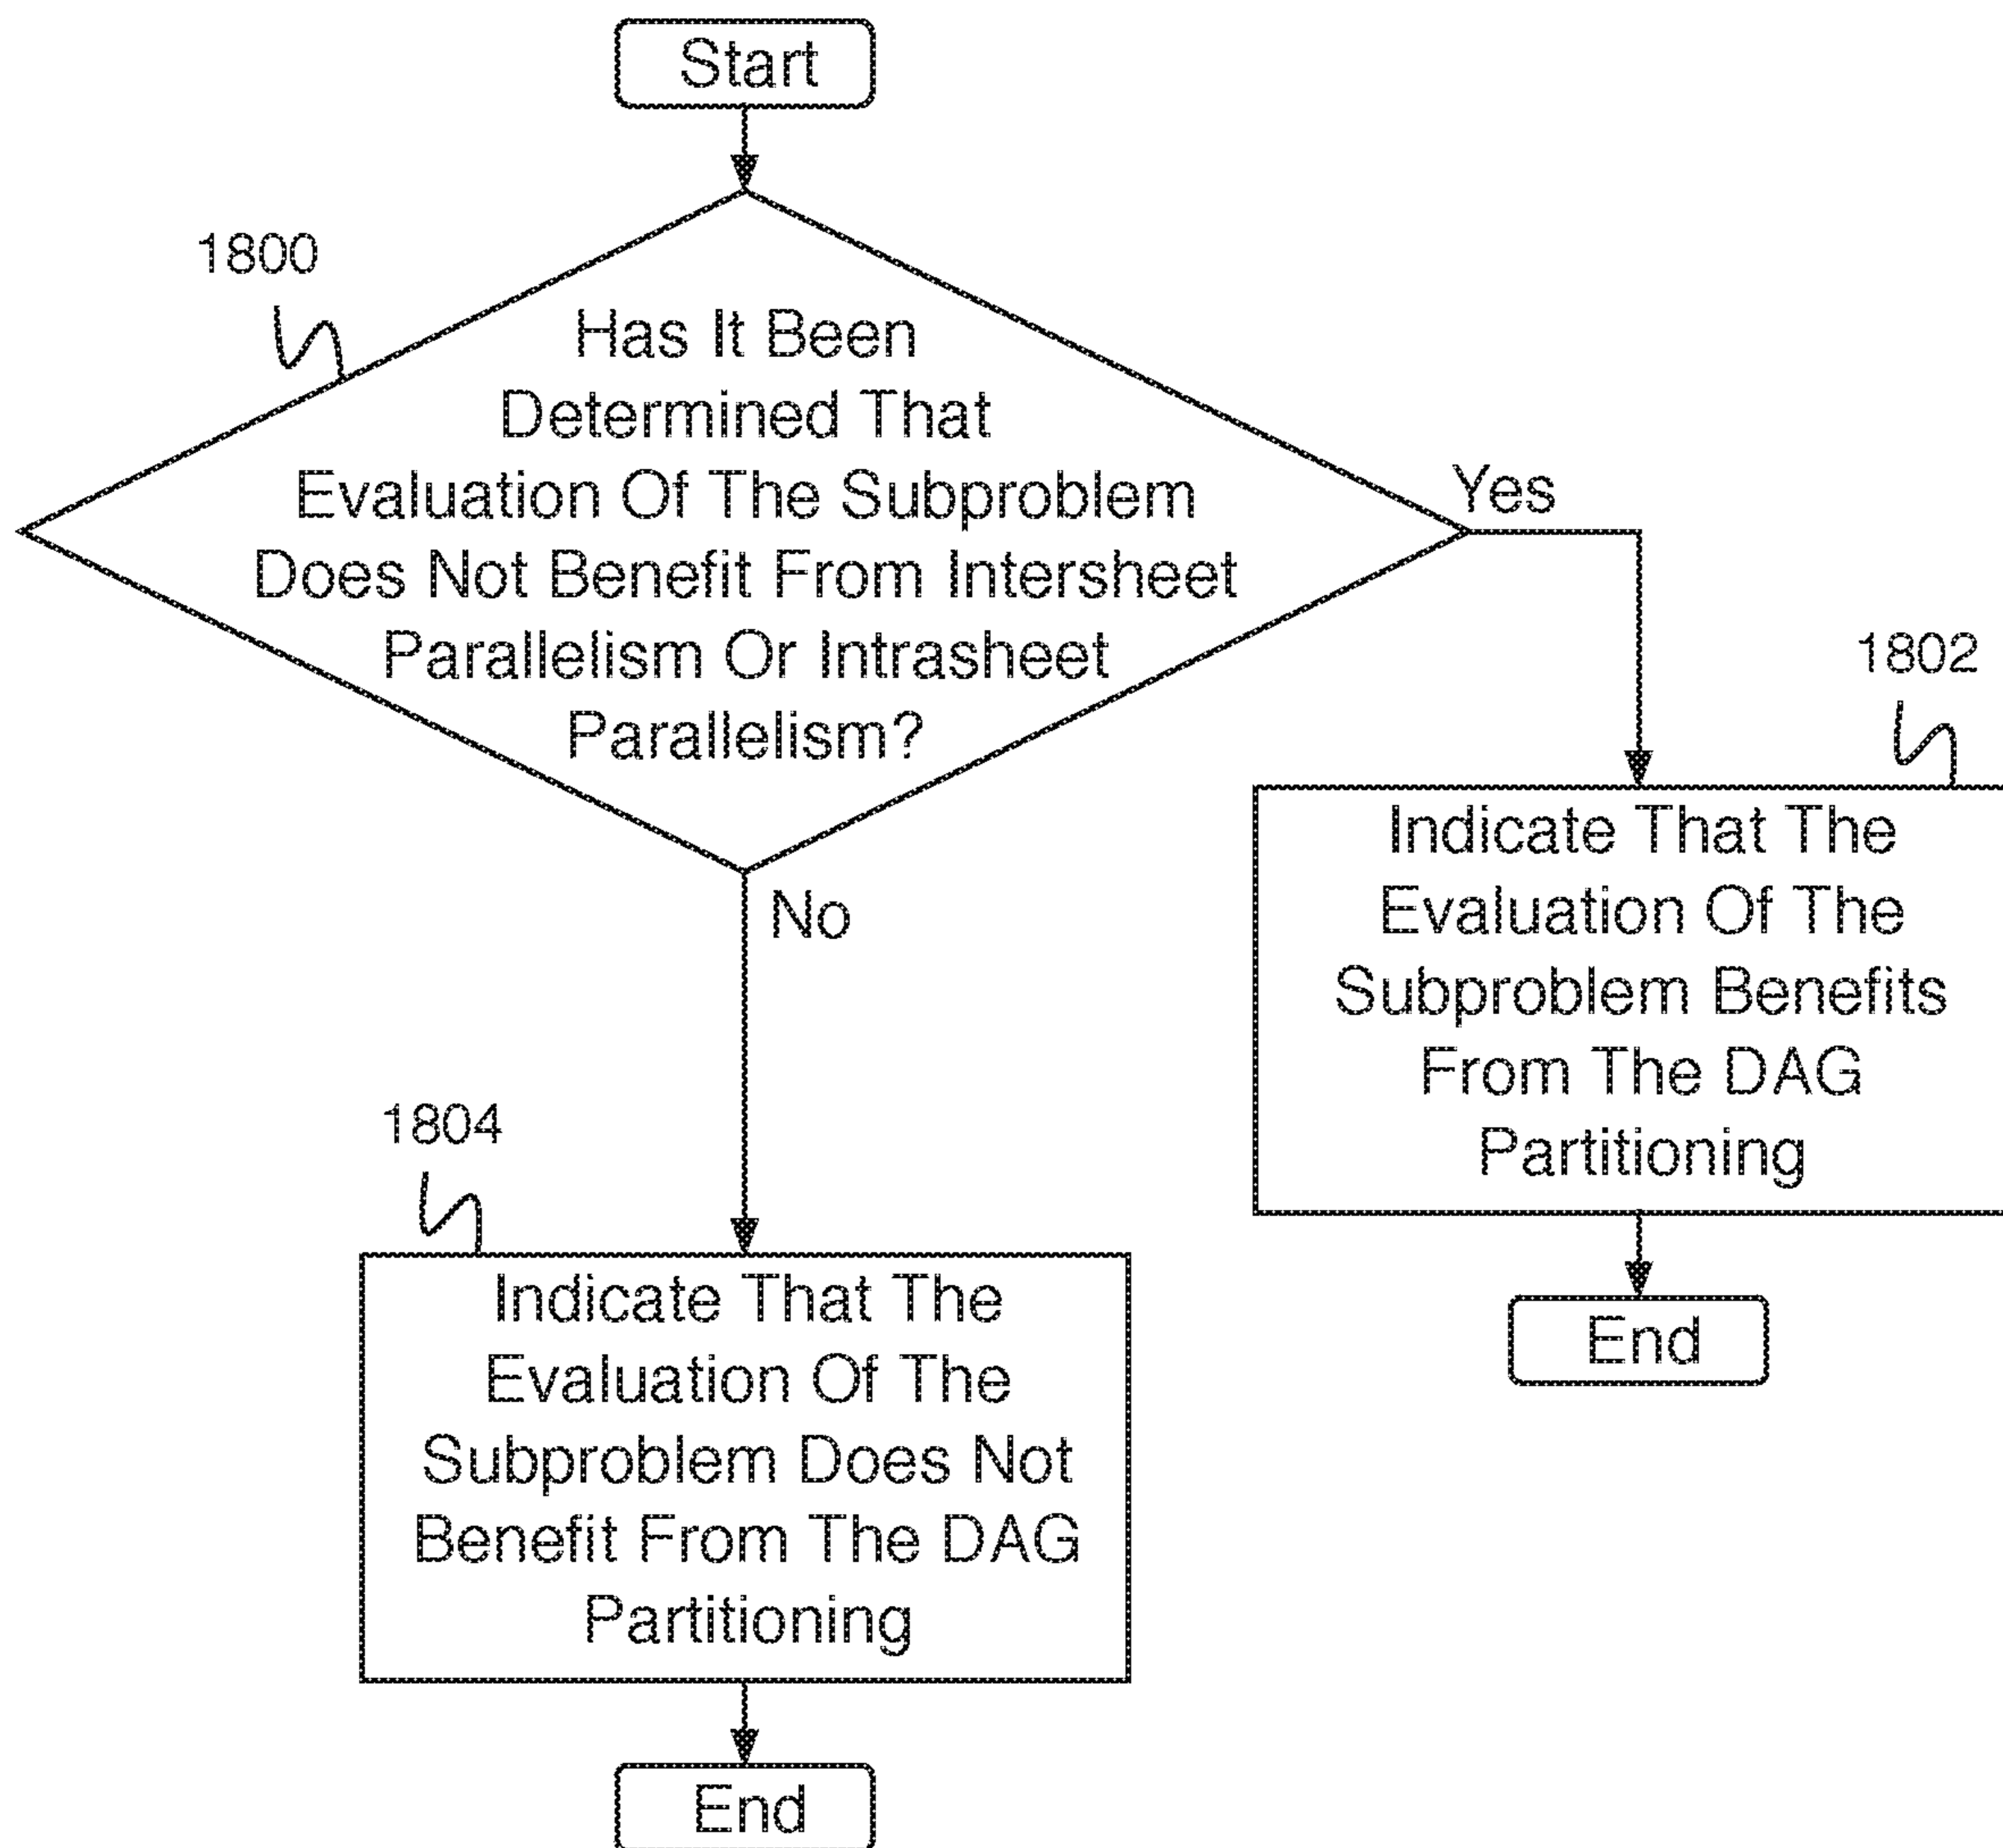 Start
1800
Has It Been
Determined That
Evaluation Of The Subproblem
Does Not Benefit From Intersheet
Parallelism Or Intrasheet
Parallelism?
Yes
No
1802
Indicate That The
Evaluation Of The
Subproblem Benefits
From The DAG
Partitioning
End
1804
Indicate That The
Evaluation Of The
Subproblem Does Not
Benefit From The DAG
Partitioning
End